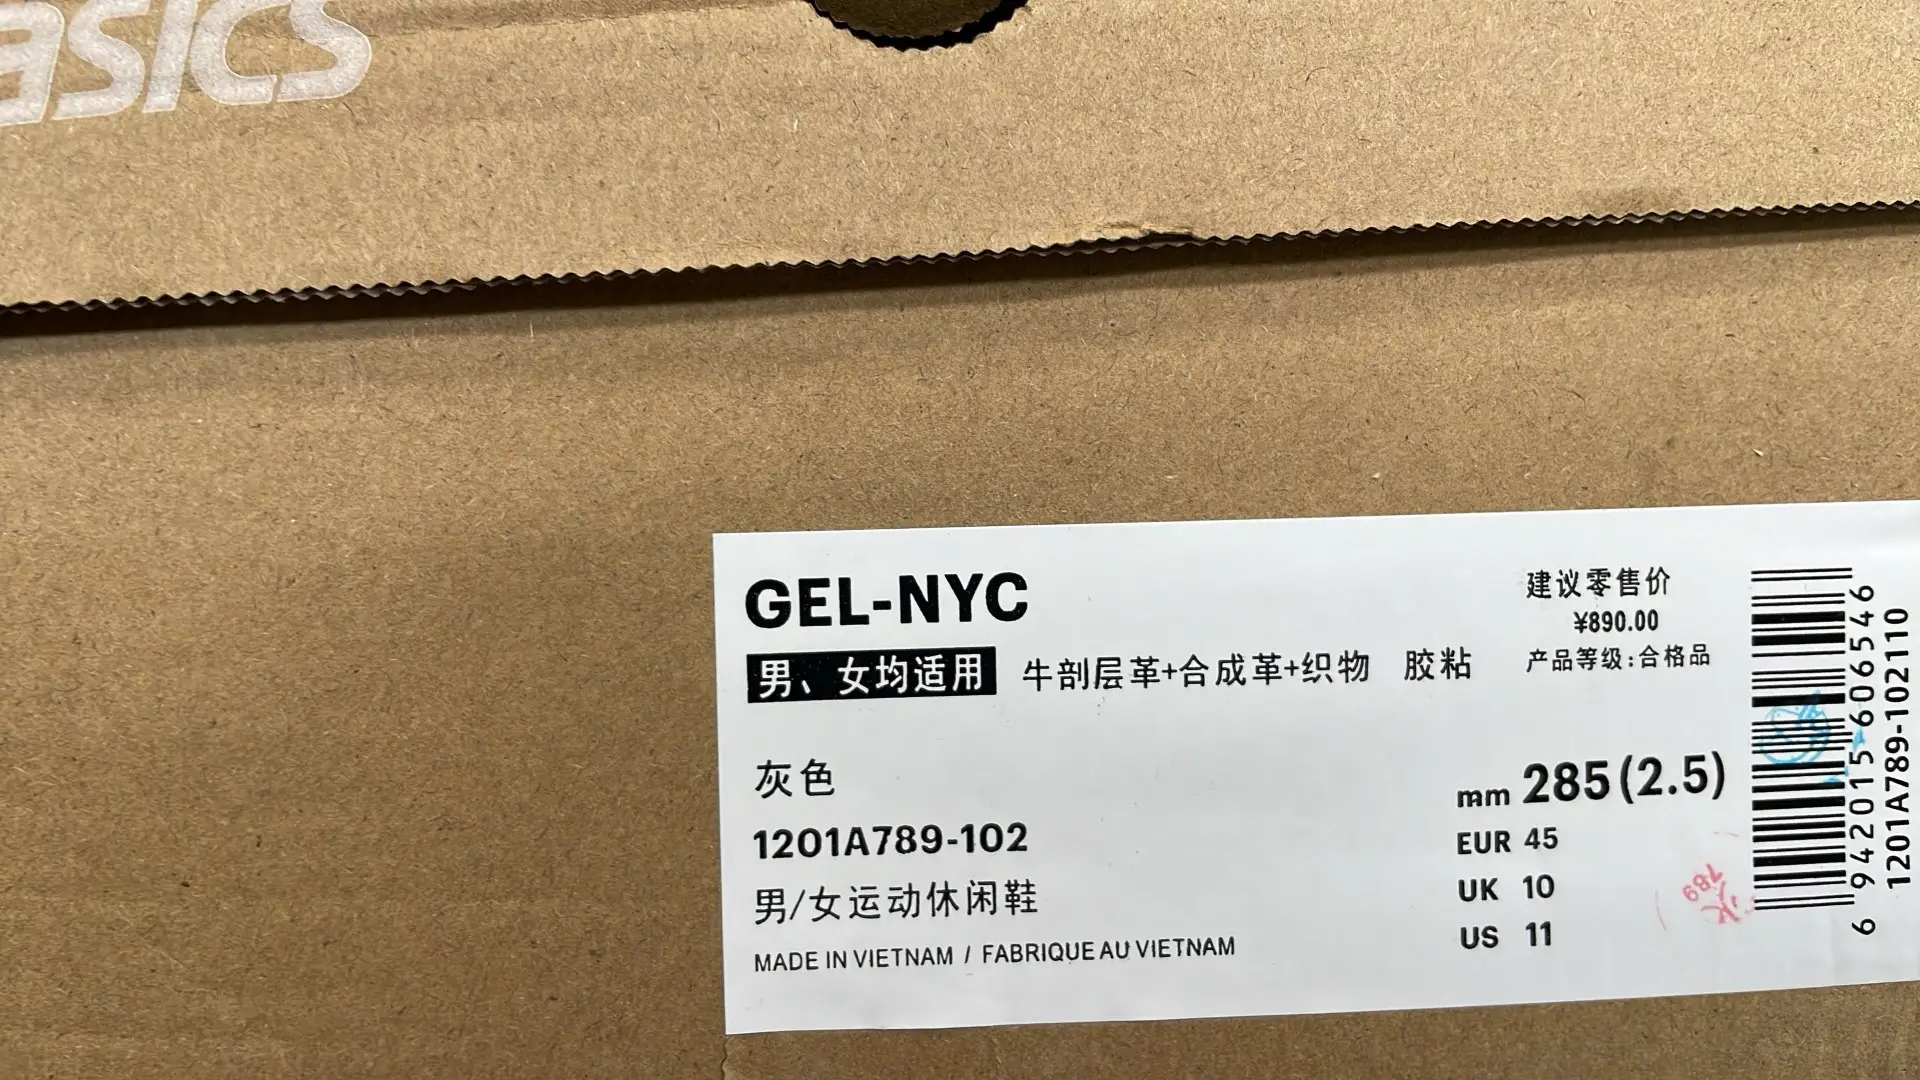 asics
GEL-NYC
男、女均适用 牛剖层革+合成革+织物 胶粘
建议零售价
¥890.00
产品等级:合格品
灰色
1201A789-102
男/女运动休闲鞋
MADE IN VIETNAM / FABRIQUE AU VIETNAM
mm 285(2.5)
EUR 45
UK 10
US 11
6 942015 606546
1201A789-102110
789